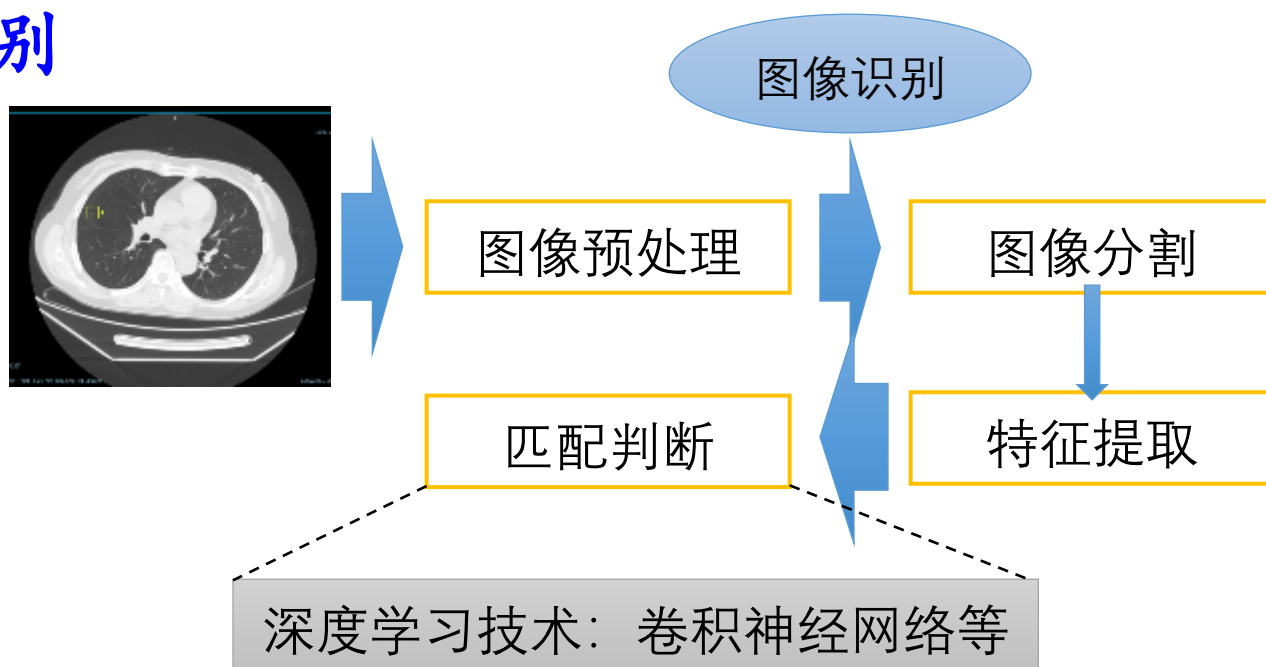 别
图像识别
图像预处理
图像分割
匹配判断
特征提取
深度学习技术：卷积神经网络等